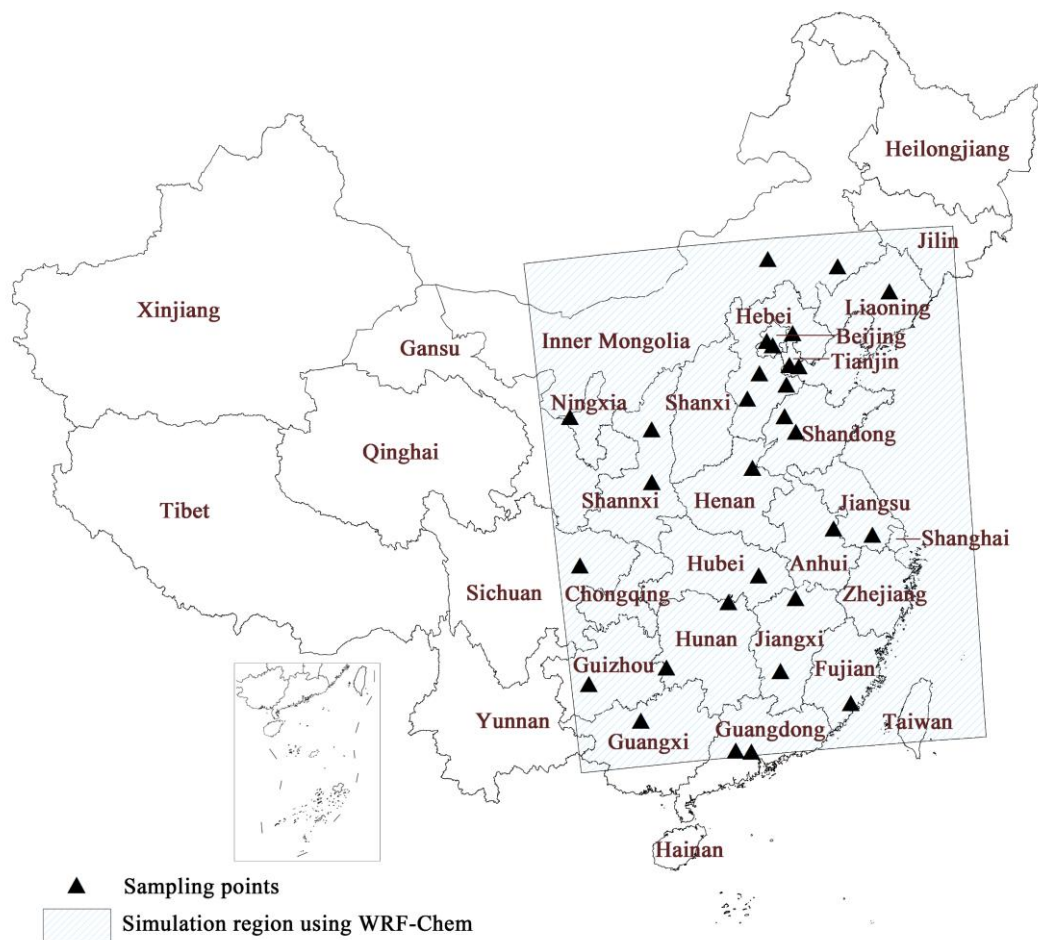 Heilongjiang
Jilin
Xinjiang
Liaoning
Hebei
Beijing
Inner Mongolia
Gansu
Tianjin
Ningxia
Shanxi
Shandong
Qinghai
Shannxi
Henan
Jiangsu
Tibet
Shanghai
Hubei
Anhui
Sichuan
Chongqing
Zhejiang
Hunan
Jiangxi
Guizhou
Fujian
Yunnan
Guangdong
Taiwan
Guangxi
Hainan
Sampling points
Simulation region using WRF-Chem